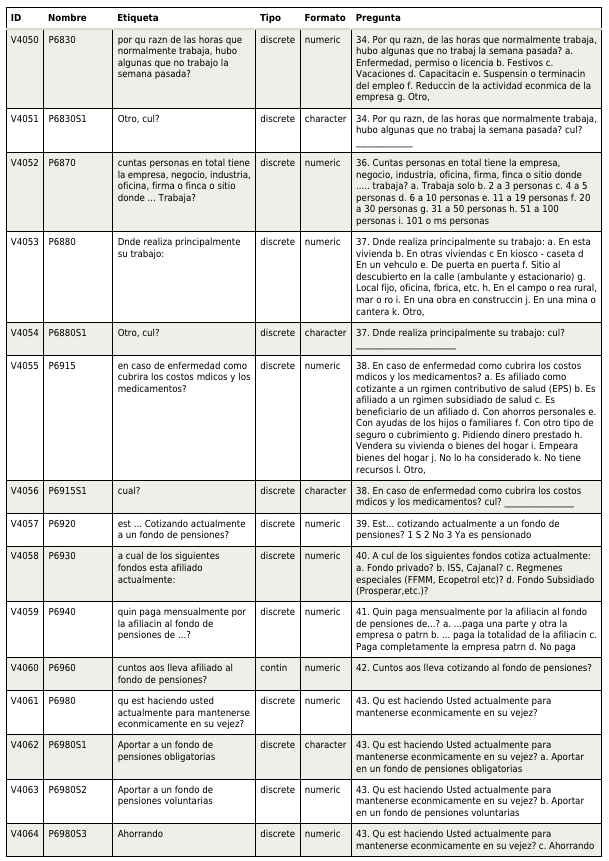 ID Nombre Etiqueta Tipo Formato Pregunta
V4050 P6830 por qu razn de las horas que normalmente trabaja, hubo algunas que no trabajo la semana pasada? discrete numeric 34. Por qu razn, de las horas que normalmente trabaja, hubo algunas que no trabaj la semana pasada? a. Enfermedad, permiso o licencia b. Festivos c. Vacaciones d. Capacitacin e. Suspensin o terminacin del empleo f. Reduccin de la actividad econmica de la empresa g. Otro,
V4051 P6830S1 Otro, cul? discrete character 34. Por qu razn, de las horas que normalmente trabaja, hubo algunas que no trabaj la semana pasada? cul? ____________
V4052 P6870 cuntas personas en total tiene la empresa, negocio, industria, oficina, firma o finca o sitio donde ... Trabaja? discrete numeric 36. Cuntas personas en total tiene la empresa, negocio, industria, oficina, firma, finca o sitio donde ..... trabaja? a. Trabaja solo b. 2 a 3 personas c. 4 a 5 personas d. 6 a 10 personas e. 11 a 19 personas f. 20 a 30 personas g. 31 a 50 personas h. 51 a 100 personas i. 101 o ms personas
V4053 P6880 Dnde realiza principalmente su trabajo: discrete numeric 37. Dnde realiza principalmente su trabajo: a. En esta vivienda b. En otras viviendas c En kiosco - caseta d En un vehculo e. De puerta en puerta f. Sitio al descubierto en la calle (ambulante y estacionario) g. Local fijo, oficina, fbrica, etc. h. En el campo o rea rural, mar o ro i. En una obra en construccin j. En una mina o cantera k. Otro,
V4054 P6880S1 Otro, cul? discrete character 37. Dnde realiza principalmente su trabajo: cul? _____________________
V4055 P6915 en caso de enfermedad como cubrira los costos mdicos y los medicamentos? discrete numeric 38. En caso de enfermedad como cubrira los costos mdicos y los medicamentos? a. Es afiliado como cotizante a un rgimen contributivo de salud (EPS) b. Es afiliado a un rgimen subsidiado de salud c. Es beneficiario de un afiliado d. Con ahorros personales e. Con ayudas de los hijos o familiares f. Con otro tipo de seguro o cubrimiento g. Pidiendo dinero prestado h. Vendera su vivienda o bienes del hogar i. Empeara bienes del hogar j. No lo ha considerado k. No tiene recursos l. Otro,
V4056 P6915S1 cual? discrete character 38. En caso de enfermedad como cubrira los costos mdicos y los medicamentos? cul? _______________
V4057 P6920 est ... Cotizando actualmente a un fondo de pensiones? discrete numeric 39. Est... cotizando actualmente a un fondo de pensiones? 1 S 2 No 3 Ya es pensionado
V4058 P6930 a cual de los siguientes fondos esta afiliado actualmente: discrete numeric 40. A cul de los siguientes fondos cotiza actualmente: a. Fondo privado? b. ISS, Cajanal? c. Regmenes especiales (FFMM, Ecopetrol etc)? d. Fondo Subsidiado (Prosperar,etc.)?
V4059 P6940 quin paga mensualmente por la afiliacin al fondo de pensiones de ...? discrete numeric 41. Quin paga mensualmente por la afiliacin al fondo de pensiones de...? a. ...paga una parte y otra la empresa o patrn b. ... paga la totalidad de la afiliacin c. Paga completamente la empresa patrn d. No paga
V4060 P6960 cuntos aos lleva afiliado al fondo de pensiones? contin numeric 42. Cuntos aos lleva cotizando al fondo de pensiones?
V4061 P6980 qu est haciendo usted actualmente para mantenerse econmicamente en su vejez? discrete numeric 43. Qu est haciendo Usted actualmente para mantenerse econmicamente en su vejez?
V4062 P6980S1 Aportar a un fondo de pensiones obligatorias discrete character 43. Qu est haciendo Usted actualmente para mantenerse econmicamente en su vejez? a. Aportar en un fondo de pensiones obligatorias
V4063 P6980S2 Aportar a un fondo de pensiones voluntarias discrete numeric 43. Qu est haciendo Usted actualmente para mantenerse econmicamente en su vejez? b. Aportar en un fondo de pensiones voluntarias
V4064 P6980S3 Ahorrando discrete numeric 43. Qu est haciendo Usted actualmente para mantenerse econmicamente en su vejez? c. Ahorrando